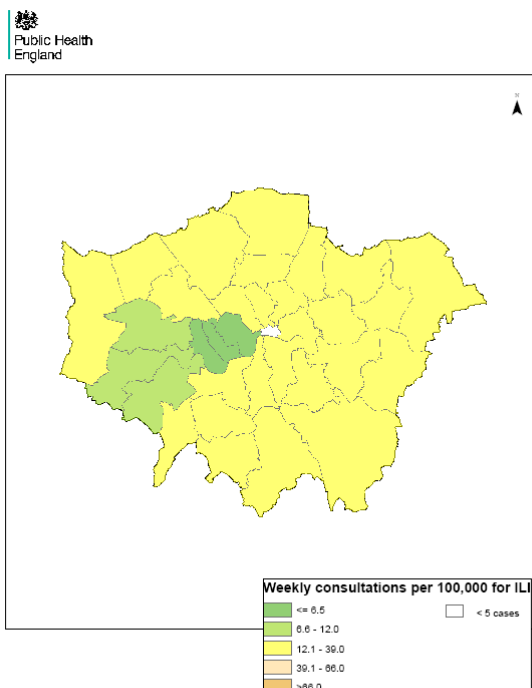 Public Health
England
N
Weekly consultations per 100,000 for ILI
<= 6.5
< 5 cases
6.6 - 12.0
12.1 - 39.0
39.1 - 66.0
>66.0